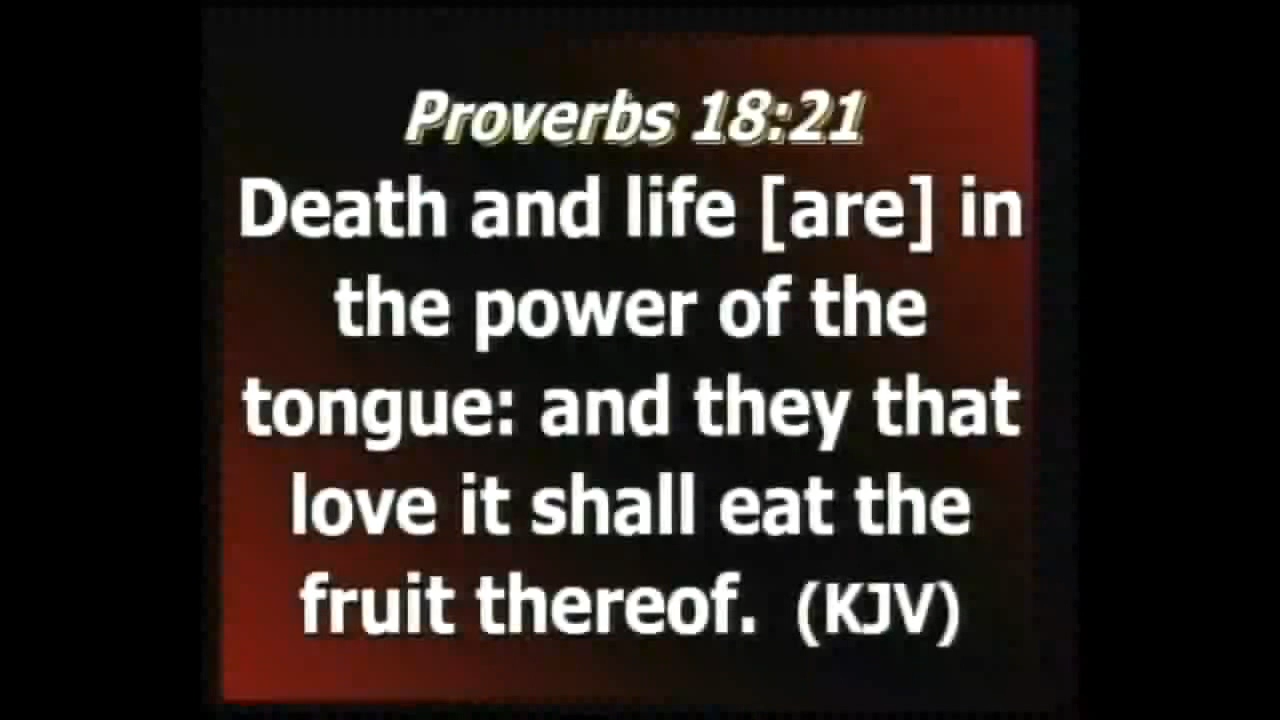 Proverbs 18:21
Death and life [are] in
the power of the
tongue: and they that
love it shall eat the
fruit thereof. (KJV)